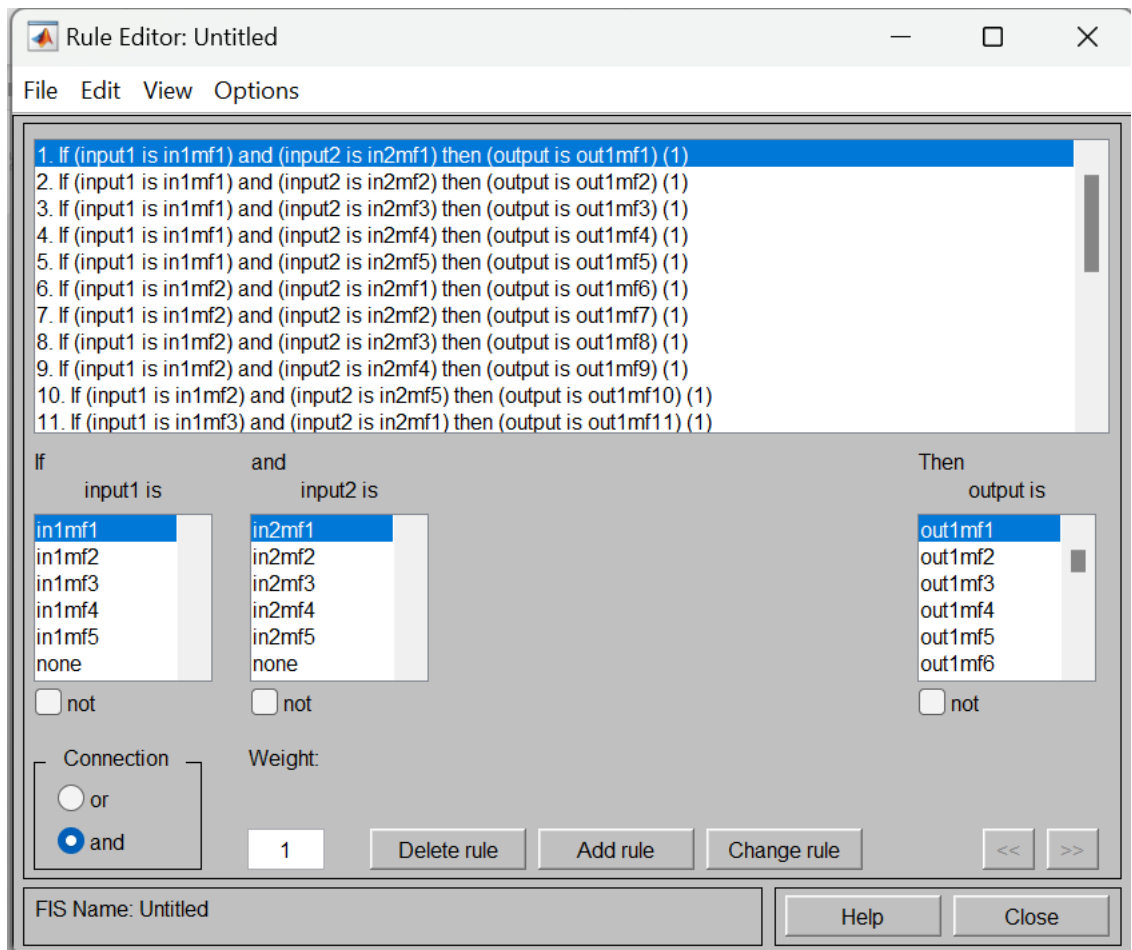 Rule Editor: Untitled
File Edit View Options
1. If (input1 is in1mf1) and (input2 is in2mf1) then (output is out1mf1) (1)
2. If (input1 is in1mf1) and (input2 is in2mf2) then (output is out1mf2) (1)
3. If (input1 is in1mf1) and (input2 is in2mf3) then (output is out1mf3) (1)
4. If (input1 is in1mf1) and (input2 is in2mf4) then (output is out1mf4) (1)
5. If (input1 is in1mf1) and (input2 is in2mf5) then (output is out1mf5) (1)
6. If (input1 is in1mf2) and (input2 is in2mf1) then (output is out1mf6) (1)
7. If (input1 is in1mf2) and (input2 is in2mf2) then (output is out1mf7) (1)
8. If (input1 is in1mf2) and (input2 is in2mf3) then (output is out1mf8) (1)
9. If (input1 is in1mf2) and (input2 is in2mf4) then (output is out1mf9) (1)
10. If (input1 is in1mf2) and (input2 is in2mf5) then (output is out1mf10) (1)
11. If (input1 is in1mf3) and (input2 is in2mf1) then (output is out1mf11) (1)
If and Then
input1 is input2 is output is
in1mf1 in2mf1 out1mf1
in1mf2 in2mf2 out1mf2
in1mf3 in2mf3 out1mf3
in1mf4 in2mf4 out1mf4
in1mf5 in2mf5 out1mf5
none none out1mf6
not not not
Connection Weight:
or
and 1 Delete rule Add rule Change rule << >>
FIS Name: Untitled Help Close